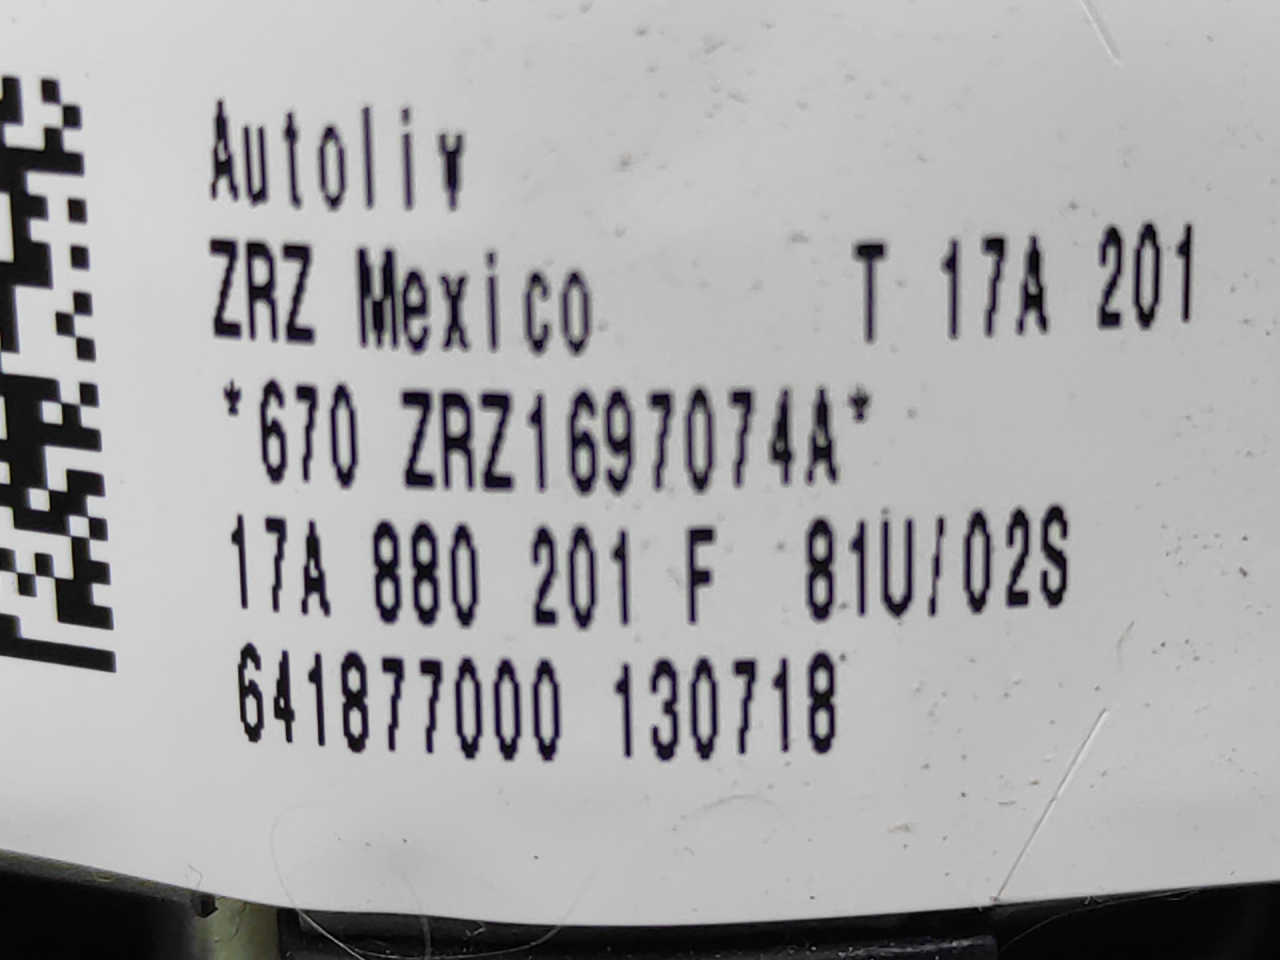 Autoliv
ZRZ Mexico T 17A 201
*670 ZRZ1697074A*
17A 880 201 F 81U/02S
641877000 130718